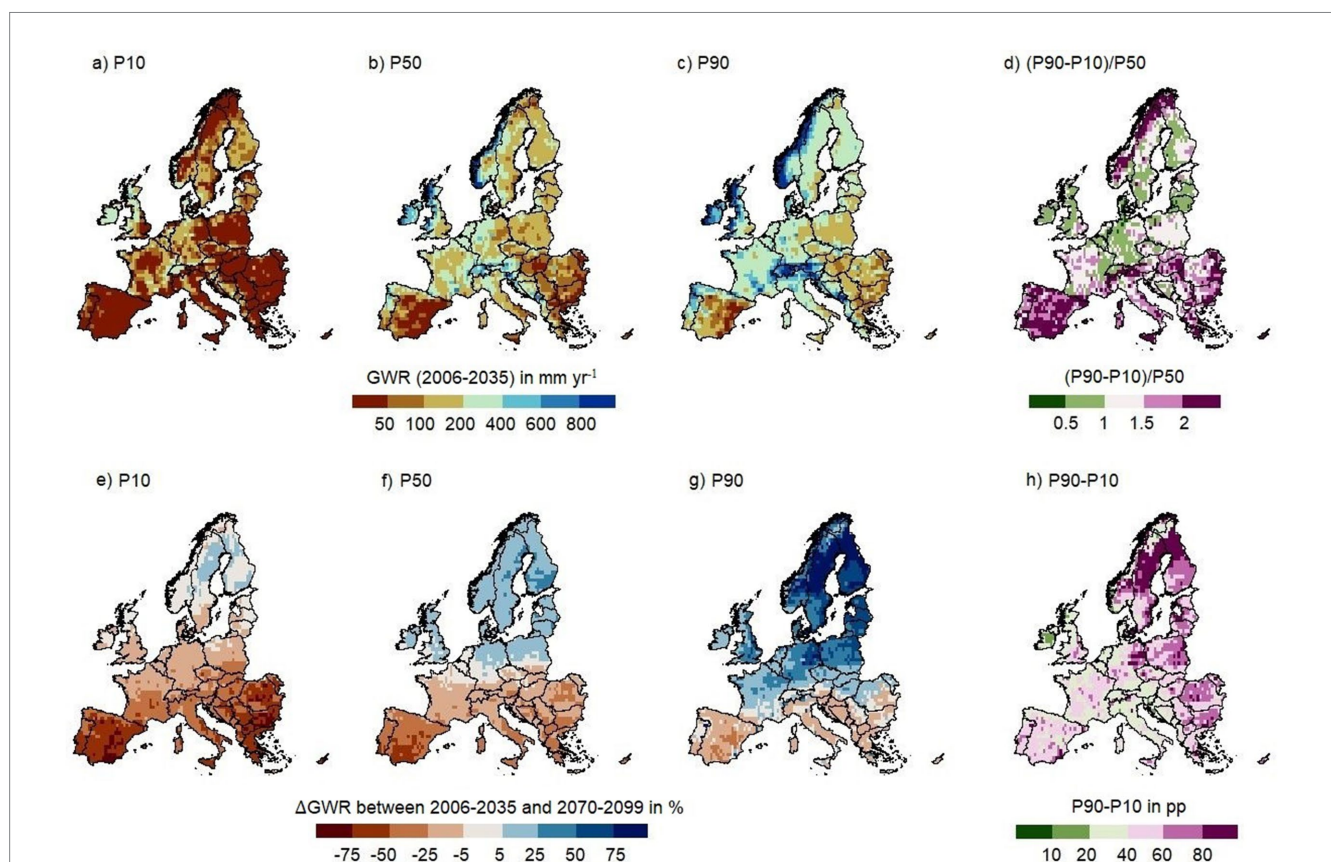 a) P10
b) P50
c) P90
d) (P90-P10)/P50
GWR (2006-2035) in mm yr⁻¹
50 100 200 400 600 800
(P90-P10)/P50
0.5 1 1.5 2
e) P10
f) P50
g) P90
h) P90-P10
ΔGWR between 2006-2035 and 2070-2099 in %
-75 -50 -25 -5 5 25 50 75
P90-P10 in pp
10 20 40 60 80